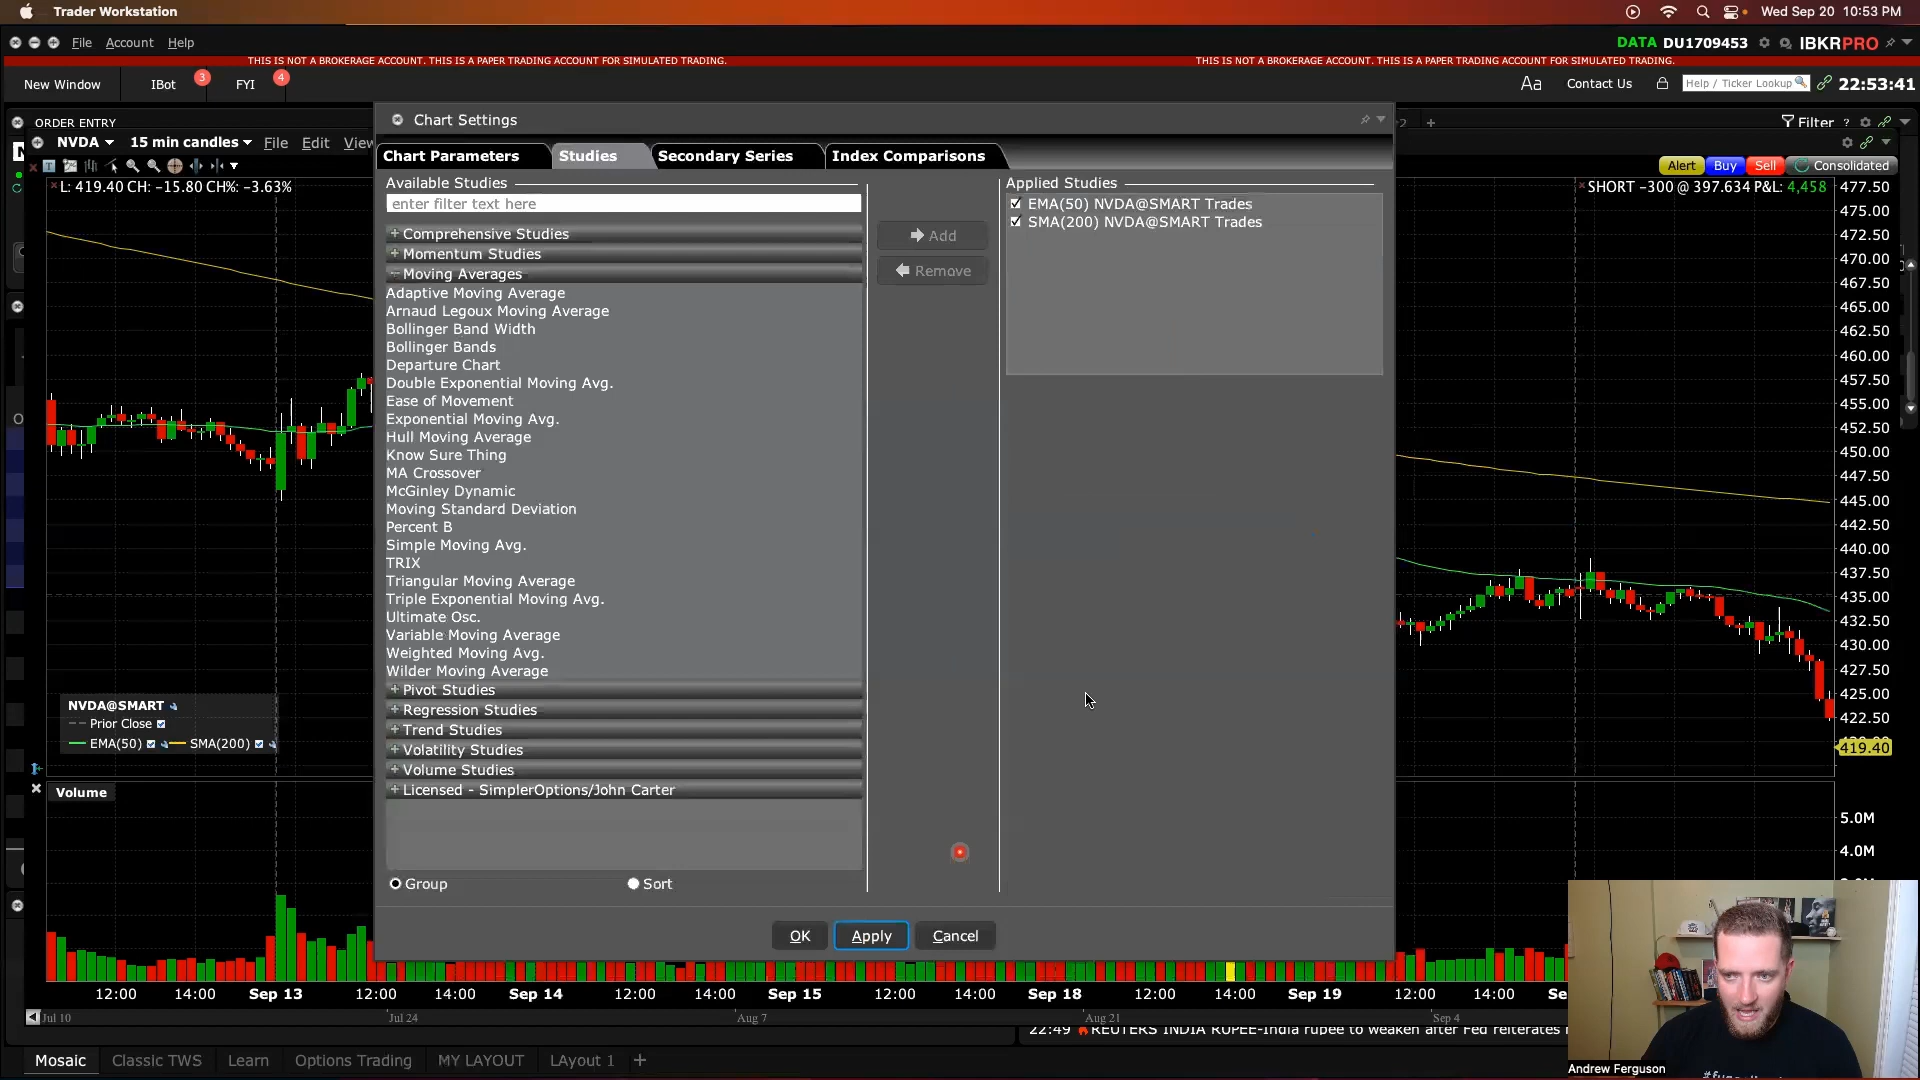 Trader Workstation
Wed Sep 20 10:53 PM
File Account Help
DATA DU1709453 IBKRPRO
THIS IS NOT A BROKERAGE ACCOUNT. THIS IS A PAPER TRADING ACCOUNT FOR SIMULATED TRADING.
THIS IS NOT A BROKERAGE ACCOUNT. THIS IS A PAPER TRADING ACCOUNT FOR SIMULATED TRADING.
New Window IBot 3 FYI 4
Aa Contact Us Help / Ticker Lookup 22:53:41
ORDER ENTRY
Filter ?
NVDA 15 min candles File Edit View
L: 419.40 CH: -15.80 CH%: -3.63%
Alert Buy Sell Consolidated
SHORT -300 @ 397.634 P&L: 4,458
Chart Settings
Chart Parameters Studies Secondary Series Index Comparisons
Available Studies
enter filter text here
Comprehensive Studies
Momentum Studies
Moving Averages
Adaptive Moving Average
Arnaud Legoux Moving Average
Bollinger Band Width
Bollinger Bands
Departure Chart
Double Exponential Moving Avg.
Ease of Movement
Exponential Moving Avg.
Hull Moving Average
Know Sure Thing
MA Crossover
McGinley Dynamic
Moving Standard Deviation
Percent B
Simple Moving Avg.
TRIX
Triangular Moving Average
Triple Exponential Moving Avg.
Ultimate Osc.
Variable Moving Average
Weighted Moving Avg.
Wilder Moving Average
Pivot Studies
Regression Studies
Trend Studies
Volatility Studies
Volume Studies
Licensed - SimplerOptions/John Carter
Group Sort
Add
Remove
Applied Studies
EMA(50) NVDA@SMART Trades
SMA(200) NVDA@SMART Trades
OK Apply Cancel
477.50
475.00
472.50
470.00
467.50
465.00
462.50
460.00
457.50
455.00
452.50
450.00
447.50
445.00
442.50
440.00
437.50
435.00
432.50
430.00
427.50
425.00
422.50
419.40
NVDA@SMART
Prior Close
EMA(50) SMA(200)
Volume
5.0M
4.0M
12:00 14:00 Sep 13 12:00 14:00 Sep 14 12:00 14:00 Sep 15 12:00 14:00 Sep 18 12:00 14:00 Sep 19 12:00 14:00
Jul 10 Jul 24 Aug 7 Aug 21 Sep 4
22:49 REUTERS INDIA RUPEE-India rupee to weaken after Fed reiterates
Mosaic Classic TWS Learn Options Trading MY LAYOUT LAyout 1 +
Andrew Ferguson